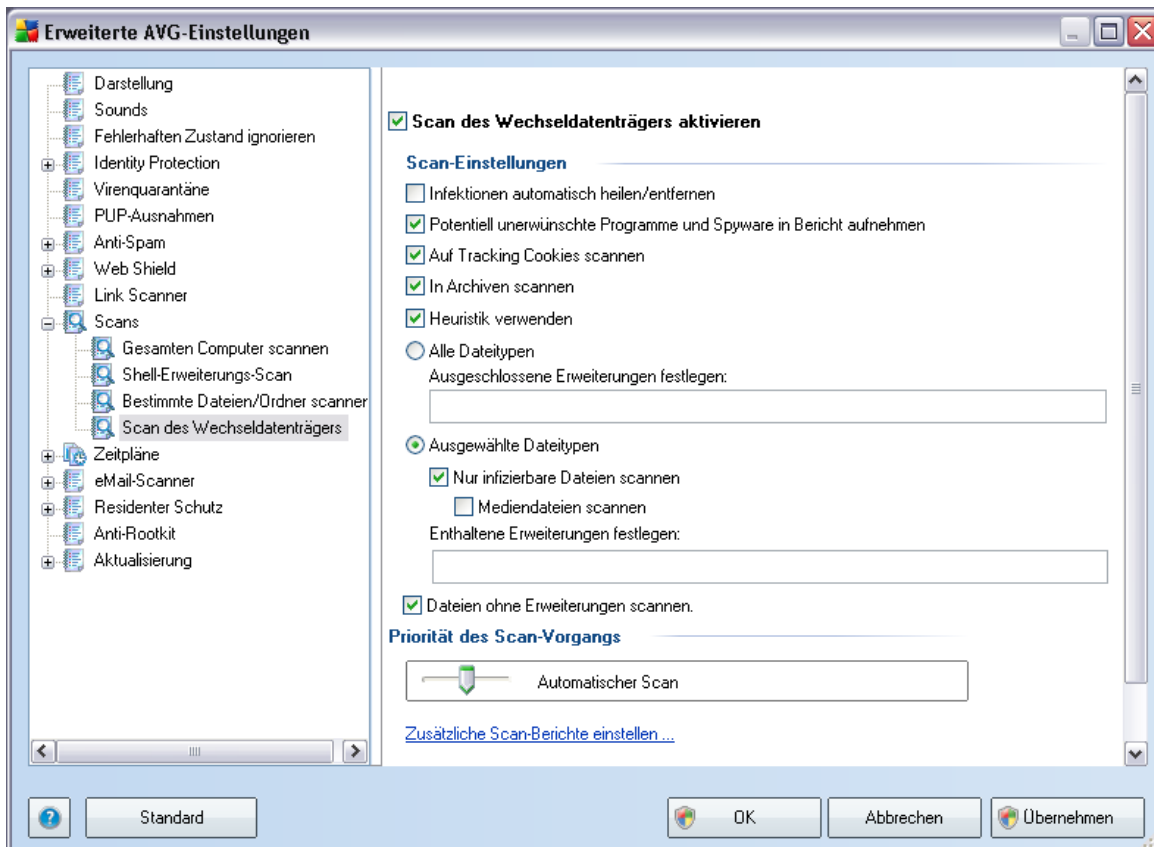 Erweiterte AVG-Einstellungen
Darstellung
Sounds
Fehlerhaften Zustand ignorieren
Identity Protection
Virenquarantäne
PUP-Ausnahmen
Anti-Spam
Web Shield
Link Scanner
Scans
Gesamten Computer scannen
Shell-Erweiterungs-Scan
Bestimmte Dateien/Ordner scanner
Scan des Wechseldatenträgers
Zeitpläne
eMail-Scanner
Residenter Schutz
Anti-Rootkit
Aktualisierung
Scan des Wechseldatenträgers aktivieren
Scan-Einstellungen
Infektionen automatisch heilen/entfernen
Potentiell unerwünschte Programme und Spyware in Bericht aufnehmen
Auf Tracking Cookies scannen
In Archiven scannen
Heuristik verwenden
Alle Dateitypen
Ausgeschlossene Erweiterungen festlegen:
Ausgewählte Dateitypen
Nur infizierbare Dateien scannen
Mediendateien scannen
Enthaltene Erweiterungen festlegen:
Dateien ohne Erweiterungen scannen.
Priorität des Scan-Vorgangs
Automatischer Scan
Zusätzliche Scan-Berichte einstellen ...
Standard
OK
Abbrechen
Übernehmen